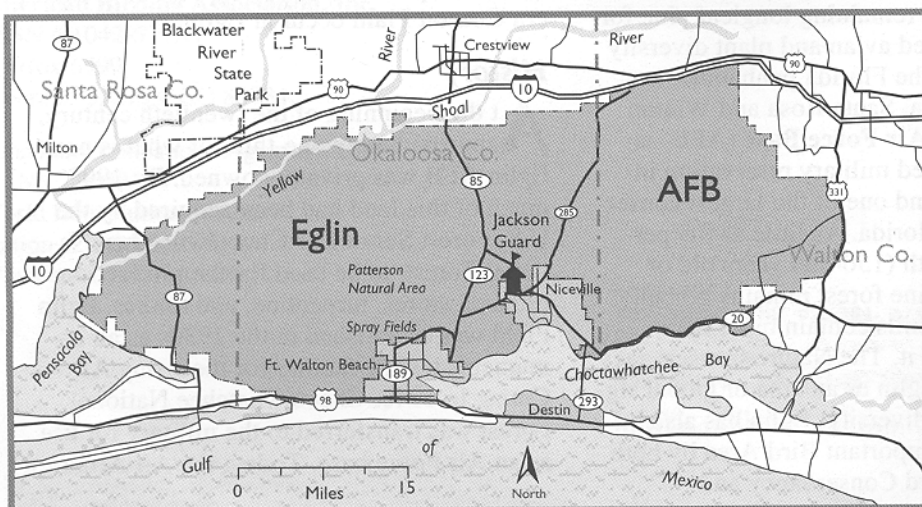 87
Blackwater
River
State
Park
River
Crestview
River
90
90
Santa Rosa Co.
10
Shoal
Milton
Okaloosa Co.
Yellow
85
331
AFB
Eglin
Jackson
Guard
285
Walton Co.
10
Patterson
Natural Area
123
Niceville
87
20
Spray Fields
Pensacola
Bay
Ft. Walton Beach
189
Choctawhatchee
Bay
98
Destin
293
Gulf
of
Mexico
0
Miles
15
North